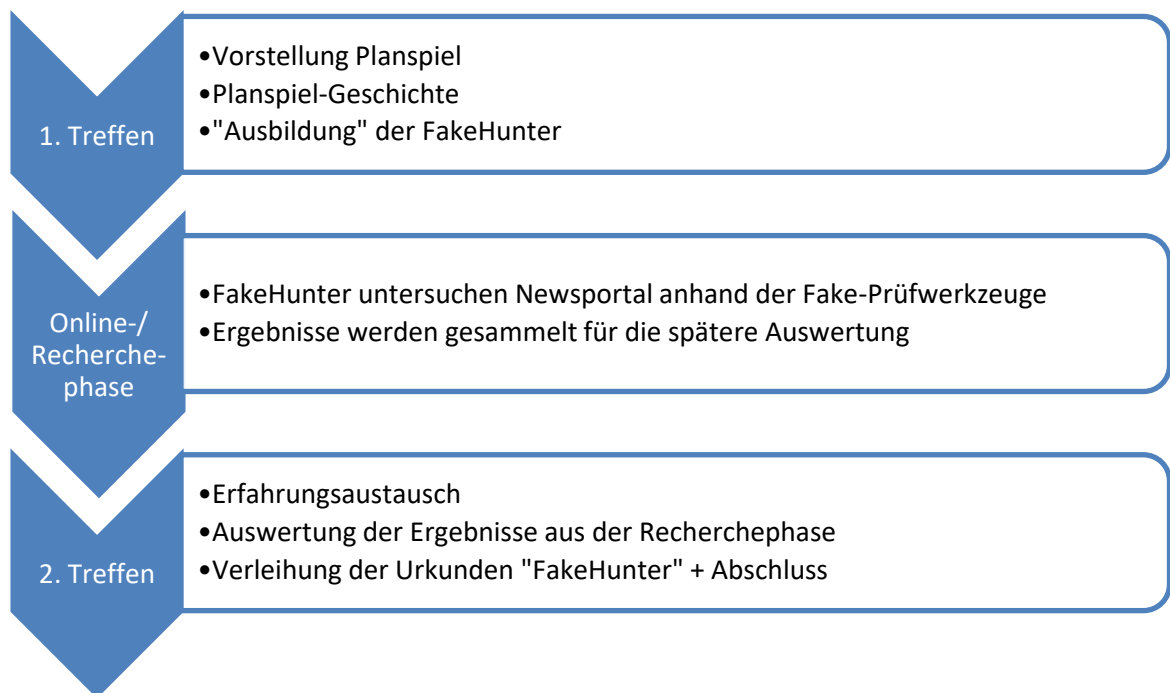 1. Treffen
•Vorstellung Planspiel
•Planspiel-Geschichte
•"Ausbildung" der FakeHunter
Online-/
Recherche-
phase
•FakeHunter untersuchen Newsportal anhand der Fake-Prüfwerkzeuge
•Ergebnisse werden gesammelt für die spätere Auswertung
2. Treffen
•Erfahrungsaustausch
•Auswertung der Ergebnisse aus der Recherchephase
•Verleihung der Urkunden "FakeHunter" + Abschluss